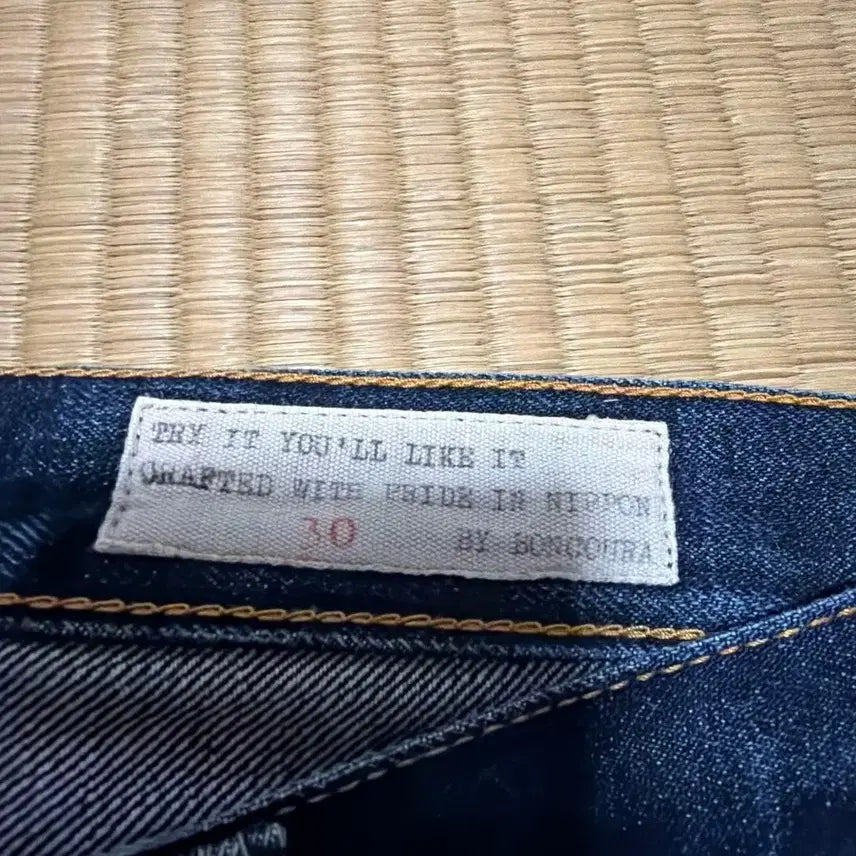 TRY IT YOU'LL LIKE IT
CRAFTED WITH PRIDE IN NIPPON
30 BY BONCOURA